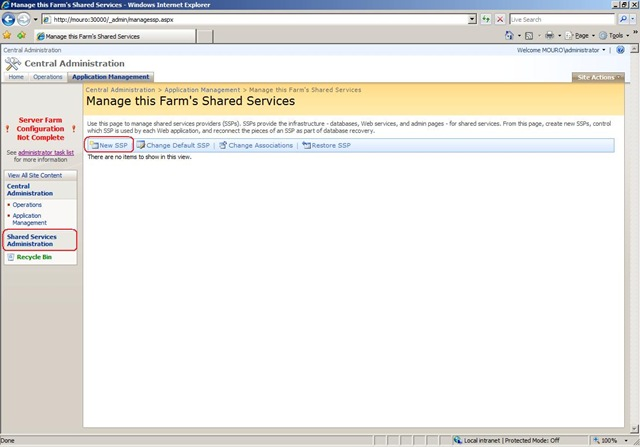 Manage this Farm's Shared Services - Windows Internet Explorer
http://mouro:30000/_admin/managessp.aspx
Live Search
Manage this Farm's Shared Services
Page
Tools
Central Administration
Welcome MOURO\administrator
Central Administration
Home
Operations
Application Management
Site Actions
Central Administration > Application Management > Manage this Farm's Shared Services
Manage this Farm's Shared Services
Server Farm
Configuration
Not Complete
See administrator task list
for more information
View All Site Content
Central
Administration
Operations
Application
Management
Shared Services
Administration
Recycle Bin
Use this page to manage shared services providers (SSPs). SSPs provide the infrastructure - databases, Web services, and admin pages - for shared services. From this page, create new SSPs, control
which SSP is used by each Web application, and reconnect the pieces of an SSP as part of database recovery.
New SSP
Change Default SSP
Change Associations
Restore SSP
There are no items to show in this view.
Done
Local intranet | Protected Mode: Off
100%